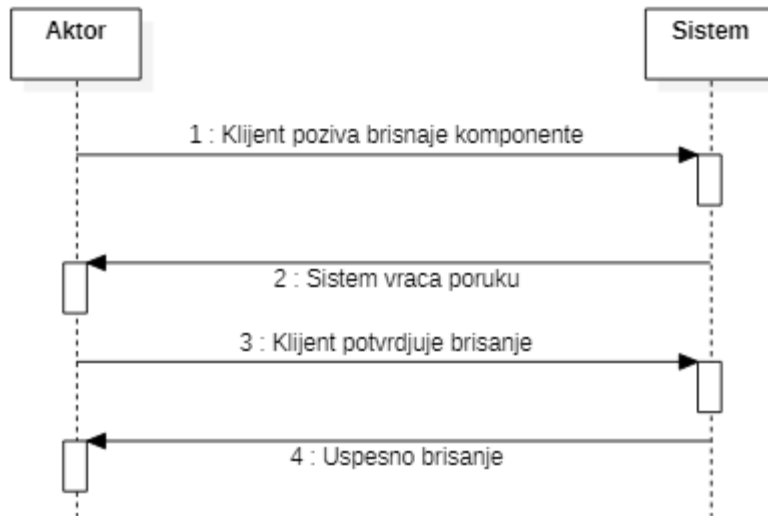 Aktor
Sistem
1 : Klijent poziva brisnaje komponente
2 : Sistem vraca poruku
3 : Klijent potvrdjuje brisanje
4 : Uspesno brisanje